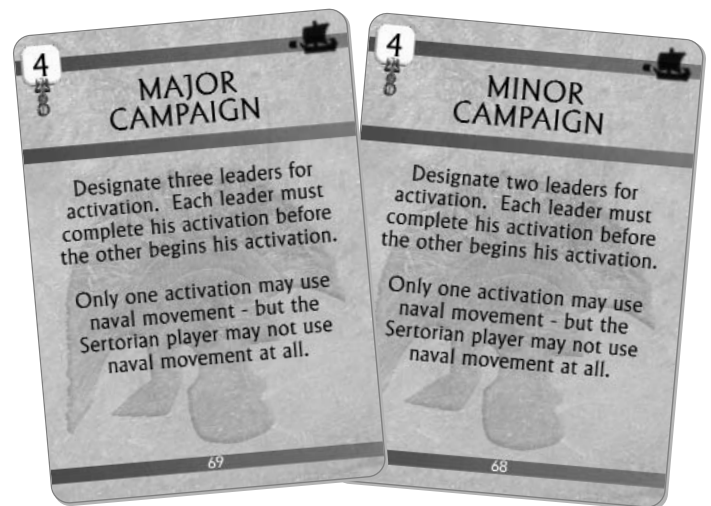 4
MAJOR
CAMPAIGN
Designate three leaders for
activation. Each leader must
complete his activation before
the other begins his activation.
Only one activation may use
naval movement - but the
Sertorian player may not use
naval movement at all.
69
4
MINOR
CAMPAIGN
Designate two leaders for
activation. Each leader must
complete his activation before
the other begins his activation.
Only one activation may use
naval movement - but the
Sertorian player may not use
naval movement at all.
68